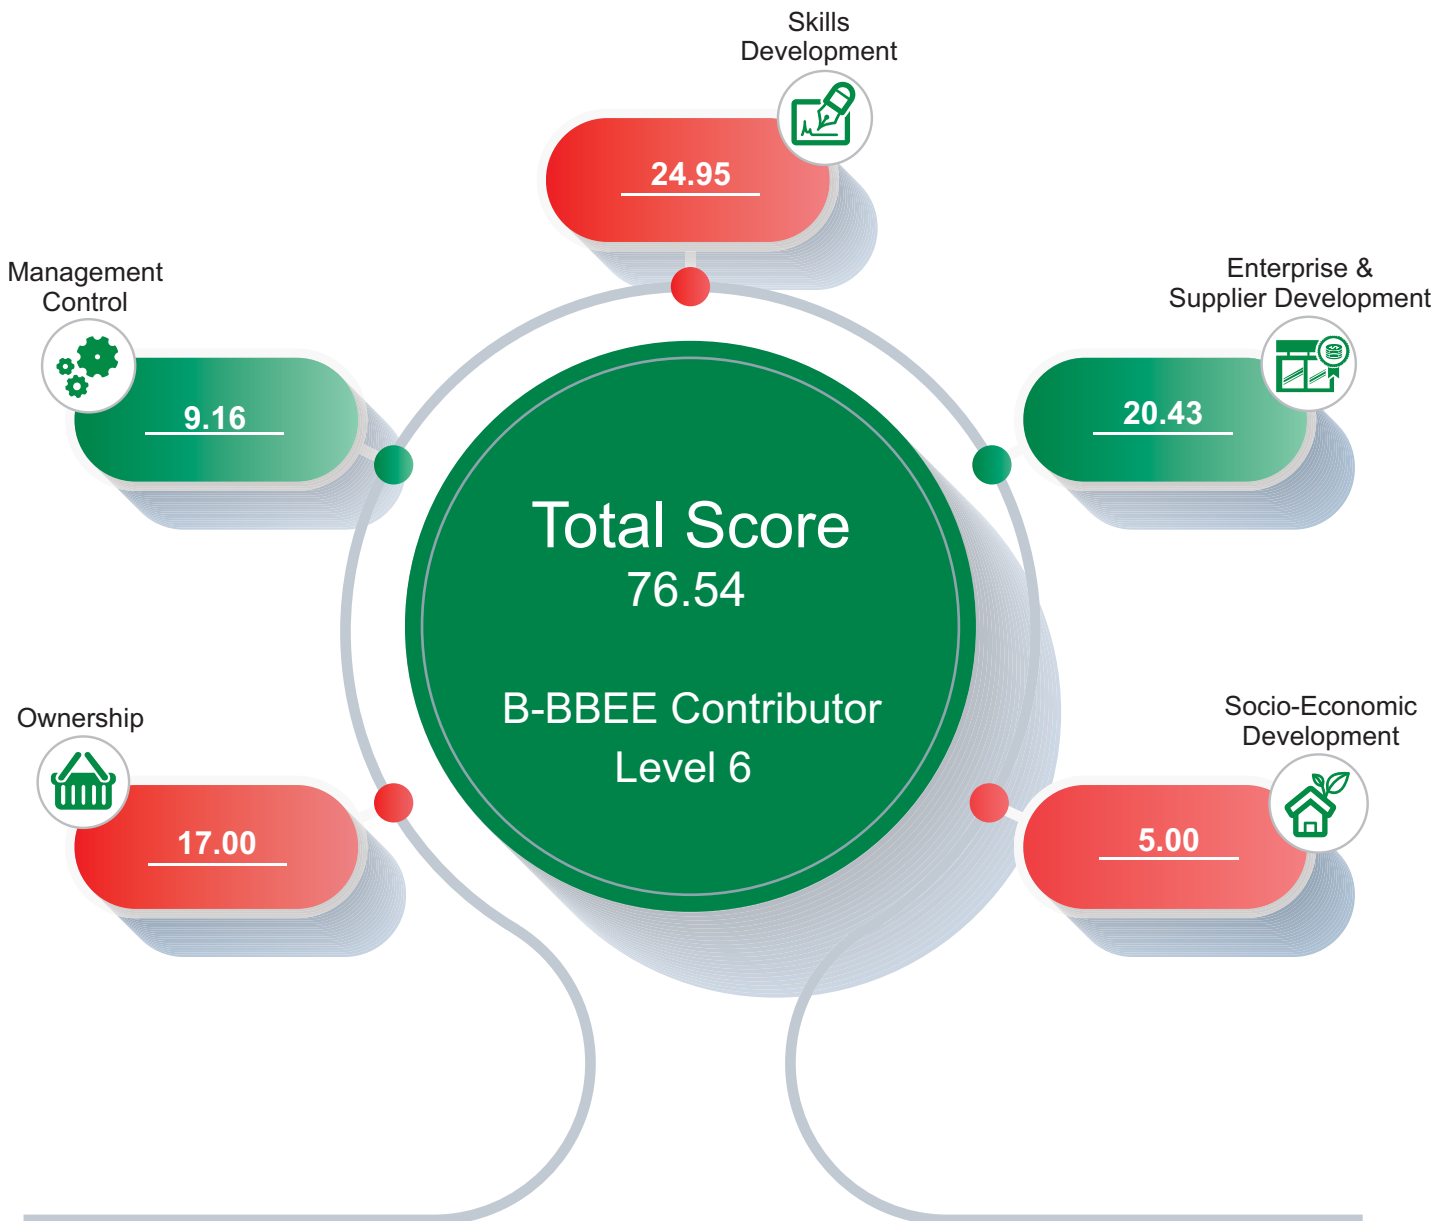 Skills
Development
24.95
Management
Control
9.16
Enterprise &
Supplier Development
20.43
Total Score
76.54
B-BBEE Contributor
Level 6
Ownership
17.00
Socio-Economic
Development
5.00